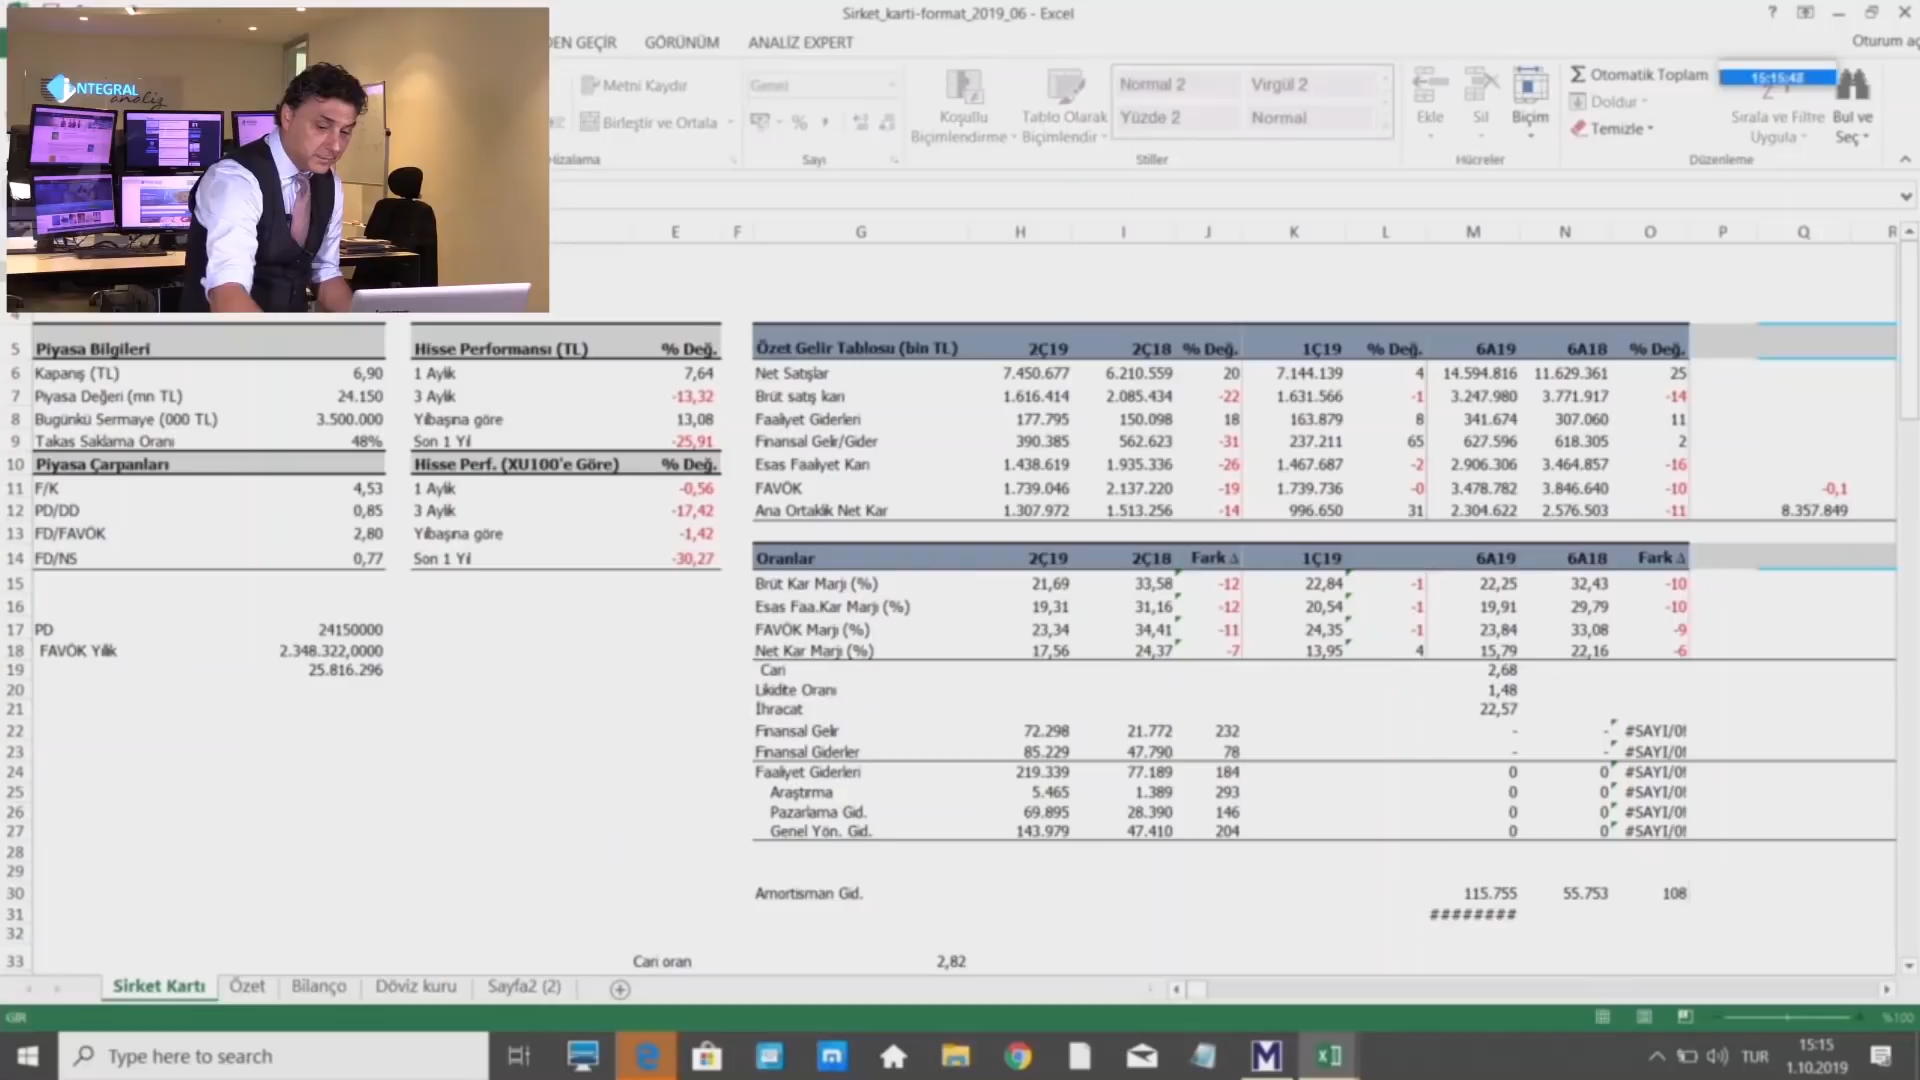 Sirket_karti-format_2019_06 - Excel
DEN GEÇİR GÖRÜNÜM ANALİZ EXPERT
Oturum aç
Metni Kaydır
Birleştir ve Ortala
Genel
%
Koşullu Biçimlendirme
Tablo Olarak Biçimlendir
Normal 2 Virgül 2
Yüzde 2 Normal
Ekle Sil Biçim
Σ Otomatik Toplam
Doldur
Temizle
15:15:48
Sırala ve Filtre Uygula
Bul ve Seç
Hizalama Sayı Stiller Hücreler Düzenleme
iNTEGRAL
analiz
E F G H I J K L M N O P Q R
5 Piyasa Bilgileri Hisse Performansı (TL) % Değ. Özet Gelir Tablosu (bin TL) 2Ç19 2Ç18 % Değ. 1Ç19 % Değ. 6A19 6A18 % Değ.
6 Kapanış (TL) 6,90 1 Aylık 7,64 Net Satışlar 7.450.677 6.210.559 20 7.144.139 4 14.594.816 11.629.361 25
7 Piyasa Değeri (mn TL) 24.150 3 Aylık -13,32 Brüt satış karı 1.616.414 2.085.434 -22 1.631.566 -1 3.247.980 3.771.917 -14
8 Bugünkü Sermaye (000 TL) 3.500.000 Yılbaşına göre 13,08 Faaliyet Giderleri 177.795 150.098 18 163.879 8 341.674 307.060 11
9 Takas Saklama Oranı 48% Son 1 Yıl -25,91 Finansal Gelir/Gider 390.385 562.623 -31 237.211 65 627.596 618.305 2
10 Piyasa Çarpanları Hisse Perf. (XU100'e Göre) % Değ. Esas Faaliyet Karı 1.438.619 1.935.336 -26 1.467.687 -2 2.906.306 3.464.857 -16
11 F/K 4,53 1 Aylık -0,56 FAVÖK 1.739.046 2.137.220 -19 1.739.736 -0 3.478.782 3.846.640 -10 -0,1
12 PD/DD 0,85 3 Aylık -17,42 Ana Ortaklık Net Kar 1.307.972 1.513.256 -14 996.650 31 2.304.622 2.576.503 -11 8.357.849
13 FD/FAVÖK 2,80 Yılbaşına göre -1,42
14 FD/NS 0,77 Son 1 Yıl -30,27 Oranlar 2Ç19 2Ç18 Fark Δ 1Ç19 6A19 6A18 Fark Δ
15 Brüt Kar Marjı (%) 21,69 33,58 -12 22,84 -1 22,25 32,43 -10
16 Esas Faa.Kar Marjı (%) 19,31 31,16 -12 20,54 -1 19,91 29,79 -10
17 PD 24150000 FAVÖK Marjı (%) 23,34 34,41 -11 24,35 -1 23,84 33,08 -9
18 FAVÖK Yıllık 2.348.322,0000 Net Kar Marjı (%) 17,56 24,37 -7 13,95 4 15,79 22,16 -6
19 25.816.296 Cari 2,68
20 Likidite Oranı 1,48
21 İhracat 22,57
22 Finansal Gelir 72.298 21.772 232 - - #SAYI/0!
23 Finansal Giderler 85.229 47.790 78 - - #SAYI/0!
24 Faaliyet Giderleri 219.339 77.189 184 0 0 #SAYI/0!
25 Araştırma 5.465 1.389 293 0 0 #SAYI/0!
26 Pazarlama Gid. 69.895 28.390 146 0 0 #SAYI/0!
27 Genel Yön. Gid. 143.979 47.410 204 0 0 #SAYI/0!
28
29
30 Amortisman Gid. 115.755 55.753 108
31 ########
32
33 Cari oran 2,82
Sirket Kartı Özet Bilanço Döviz kuru Sayfa2 (2)
GİR %100
Type here to search
TUR 15:15
1.10.2019